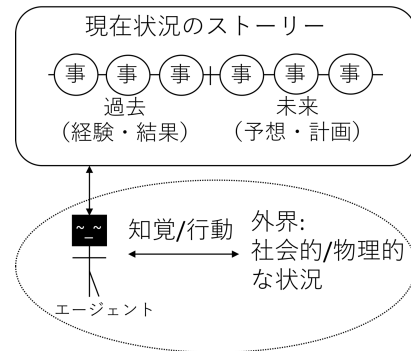 現在状況のストーリー
事 事 事 事 事 事
過去 未来
（経験・結果） （予想・計画）
~_~
知覚/行動
外界:
社会的/物理的
な状況
エージェント